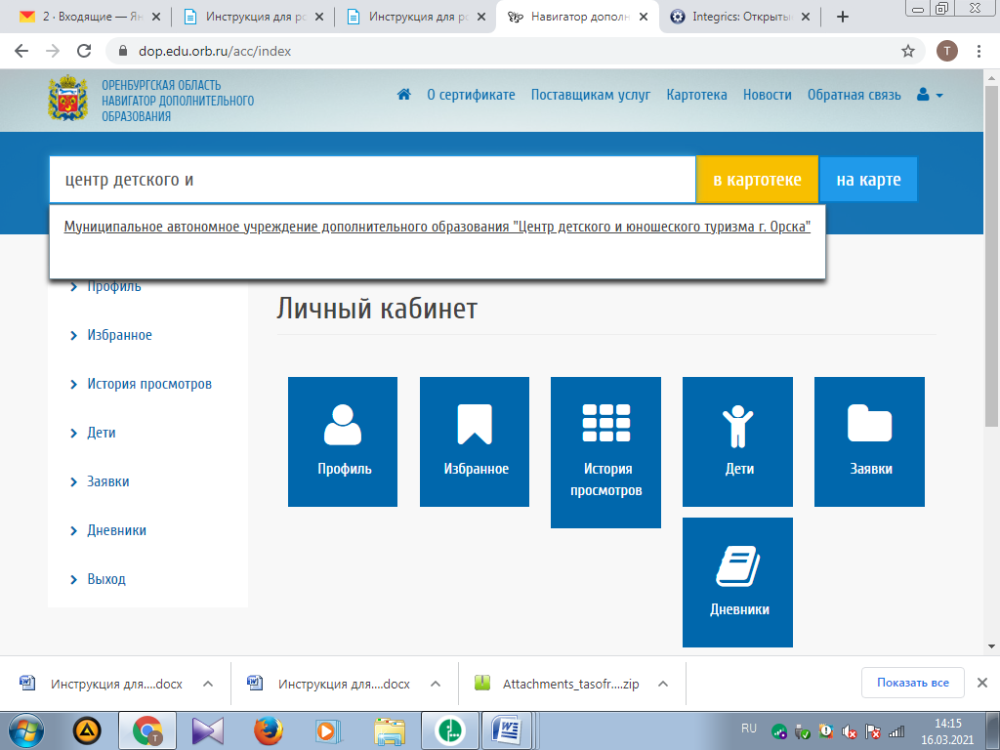 2 · Входящие — Ян
Инструкция для ро
Инструкция для ро
Навигатор дополн
Integrics: Открыты
dop.edu.orb.ru/acc/index
T
ОРЕНБУРГСКАЯ ОБЛАСТЬ
НАВИГАТОР ДОПОЛНИТЕЛЬНОГО
ОБРАЗОВАНИЯ
О сертификате Поставщикам услуг Картотека Новости Обратная связь
центр детского и
в картотеке
на карте
Муниципальное автономное учреждение дополнительного образования "Центр детского и юношеского туризма г. Орска"
Профиль
Избранное
История просмотров
Дети
Заявки
Дневники
Выход
Личный кабинет
Профиль
Избранное
История
просмотров
Дети
Заявки
Дневники
Инструкция для....docx
Инструкция для....docx
Attachments_tasofr....zip
Показать все
T
RU
14:15
16.03.2021